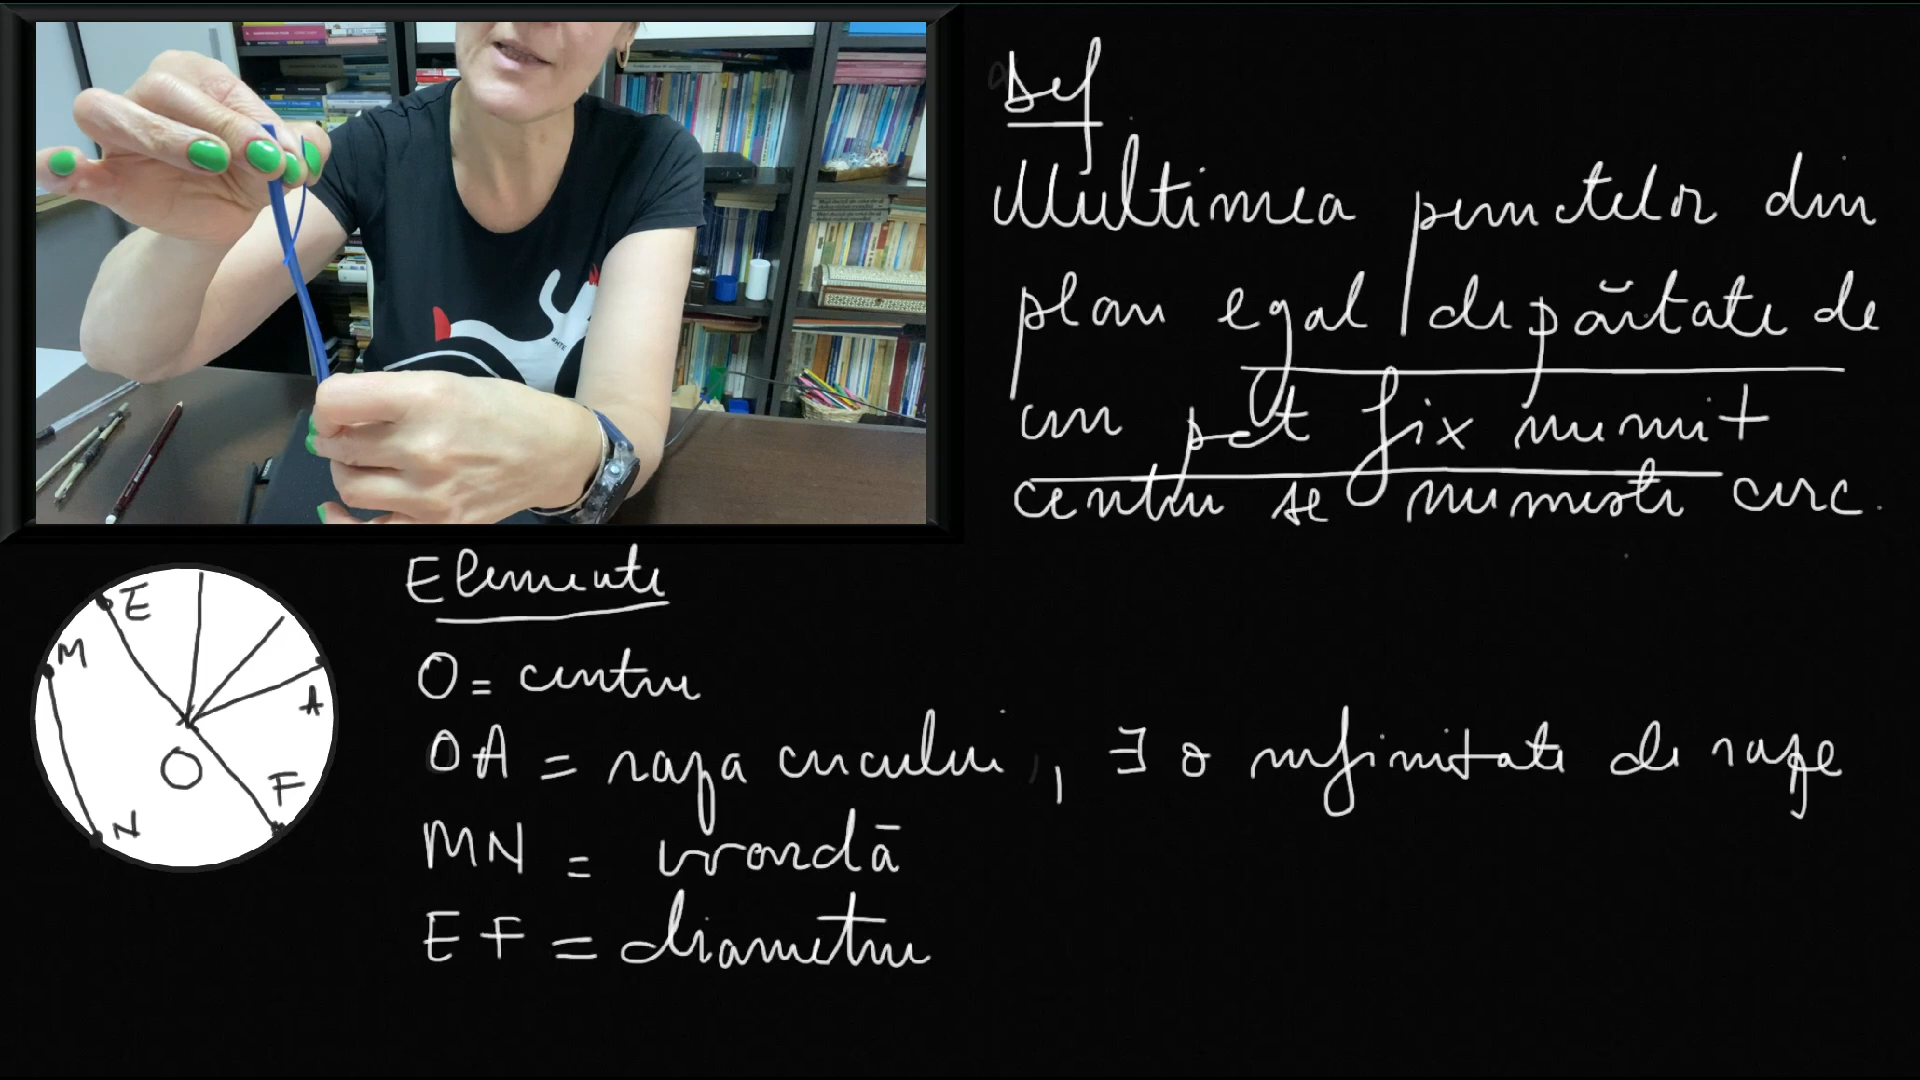 Def
Multimea punctelor din
plan egal depărtate de
un pct fix numit
centru se numește cerc.
Elemente
O = centru
OA = raza cercului, ∃ o infinitate de raze
MN = coardă
EF = diametru
E
M
A
O
F
N